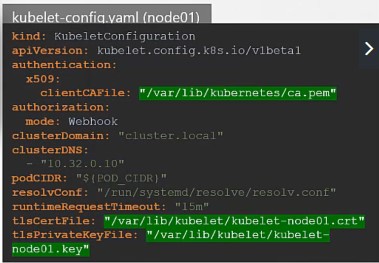 kubelet-config.yaml (node01)
kind: KubeletConfiguration
apiVersion: kubelet.config.k8s.io/v1beta1
authentication:
  x509:
    clientCAFile: "/var/lib/kubernetes/ca.pem"
authorization:
  mode: Webhook
clusterDomain: "cluster.local"
clusterDNS:
  - "10.32.0.10"
podCIDR: "${POD_CIDR}"
resolvConf: "/run/systemd/resolve/resolv.conf"
runtimeRequestTimeout: "15m"
tlsCertFile: "/var/lib/kubelet/kubelet-node01.crt"
tlsPrivateKeyFile: "/var/lib/kubelet/kubelet-
node01.key"